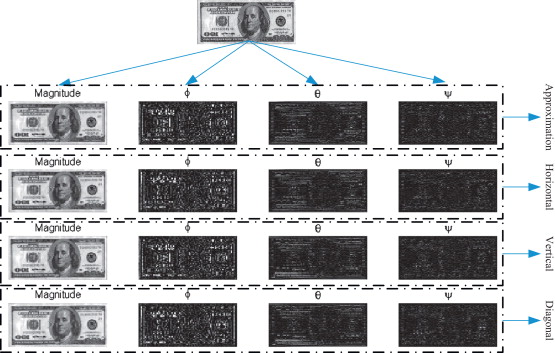 Magnitude ϕ θ ψ
Approximation
Magnitude ϕ θ ψ
Horizontal
Magnitude ϕ θ ψ
Vertical
Magnitude ϕ θ ψ
Diagonal